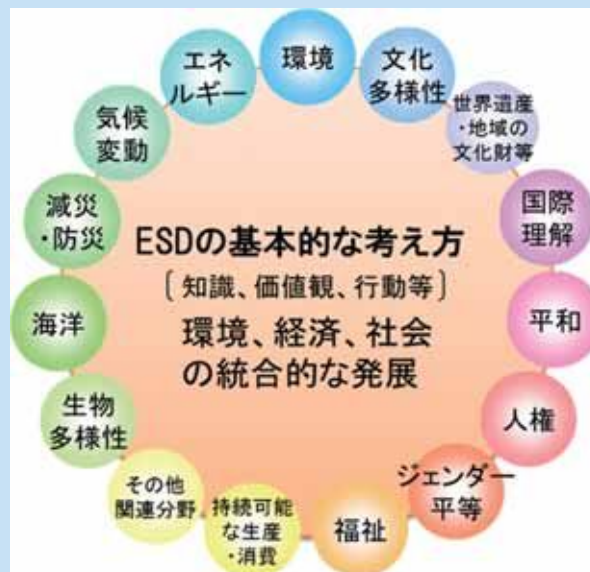 環境
文化
多様性
世界遺産
・地域の
文化財等
国際
理解
平和
人権
ジェンダー
平等
福祉
持続可能
な生産
・消費
その他
関連分野
生物
多様性
海洋
減災
・防災
気候
変動
エネ
ルギー
ESDの基本的な考え方
〔知識、価値観、行動等〕
環境、経済、社会
の統合的な発展